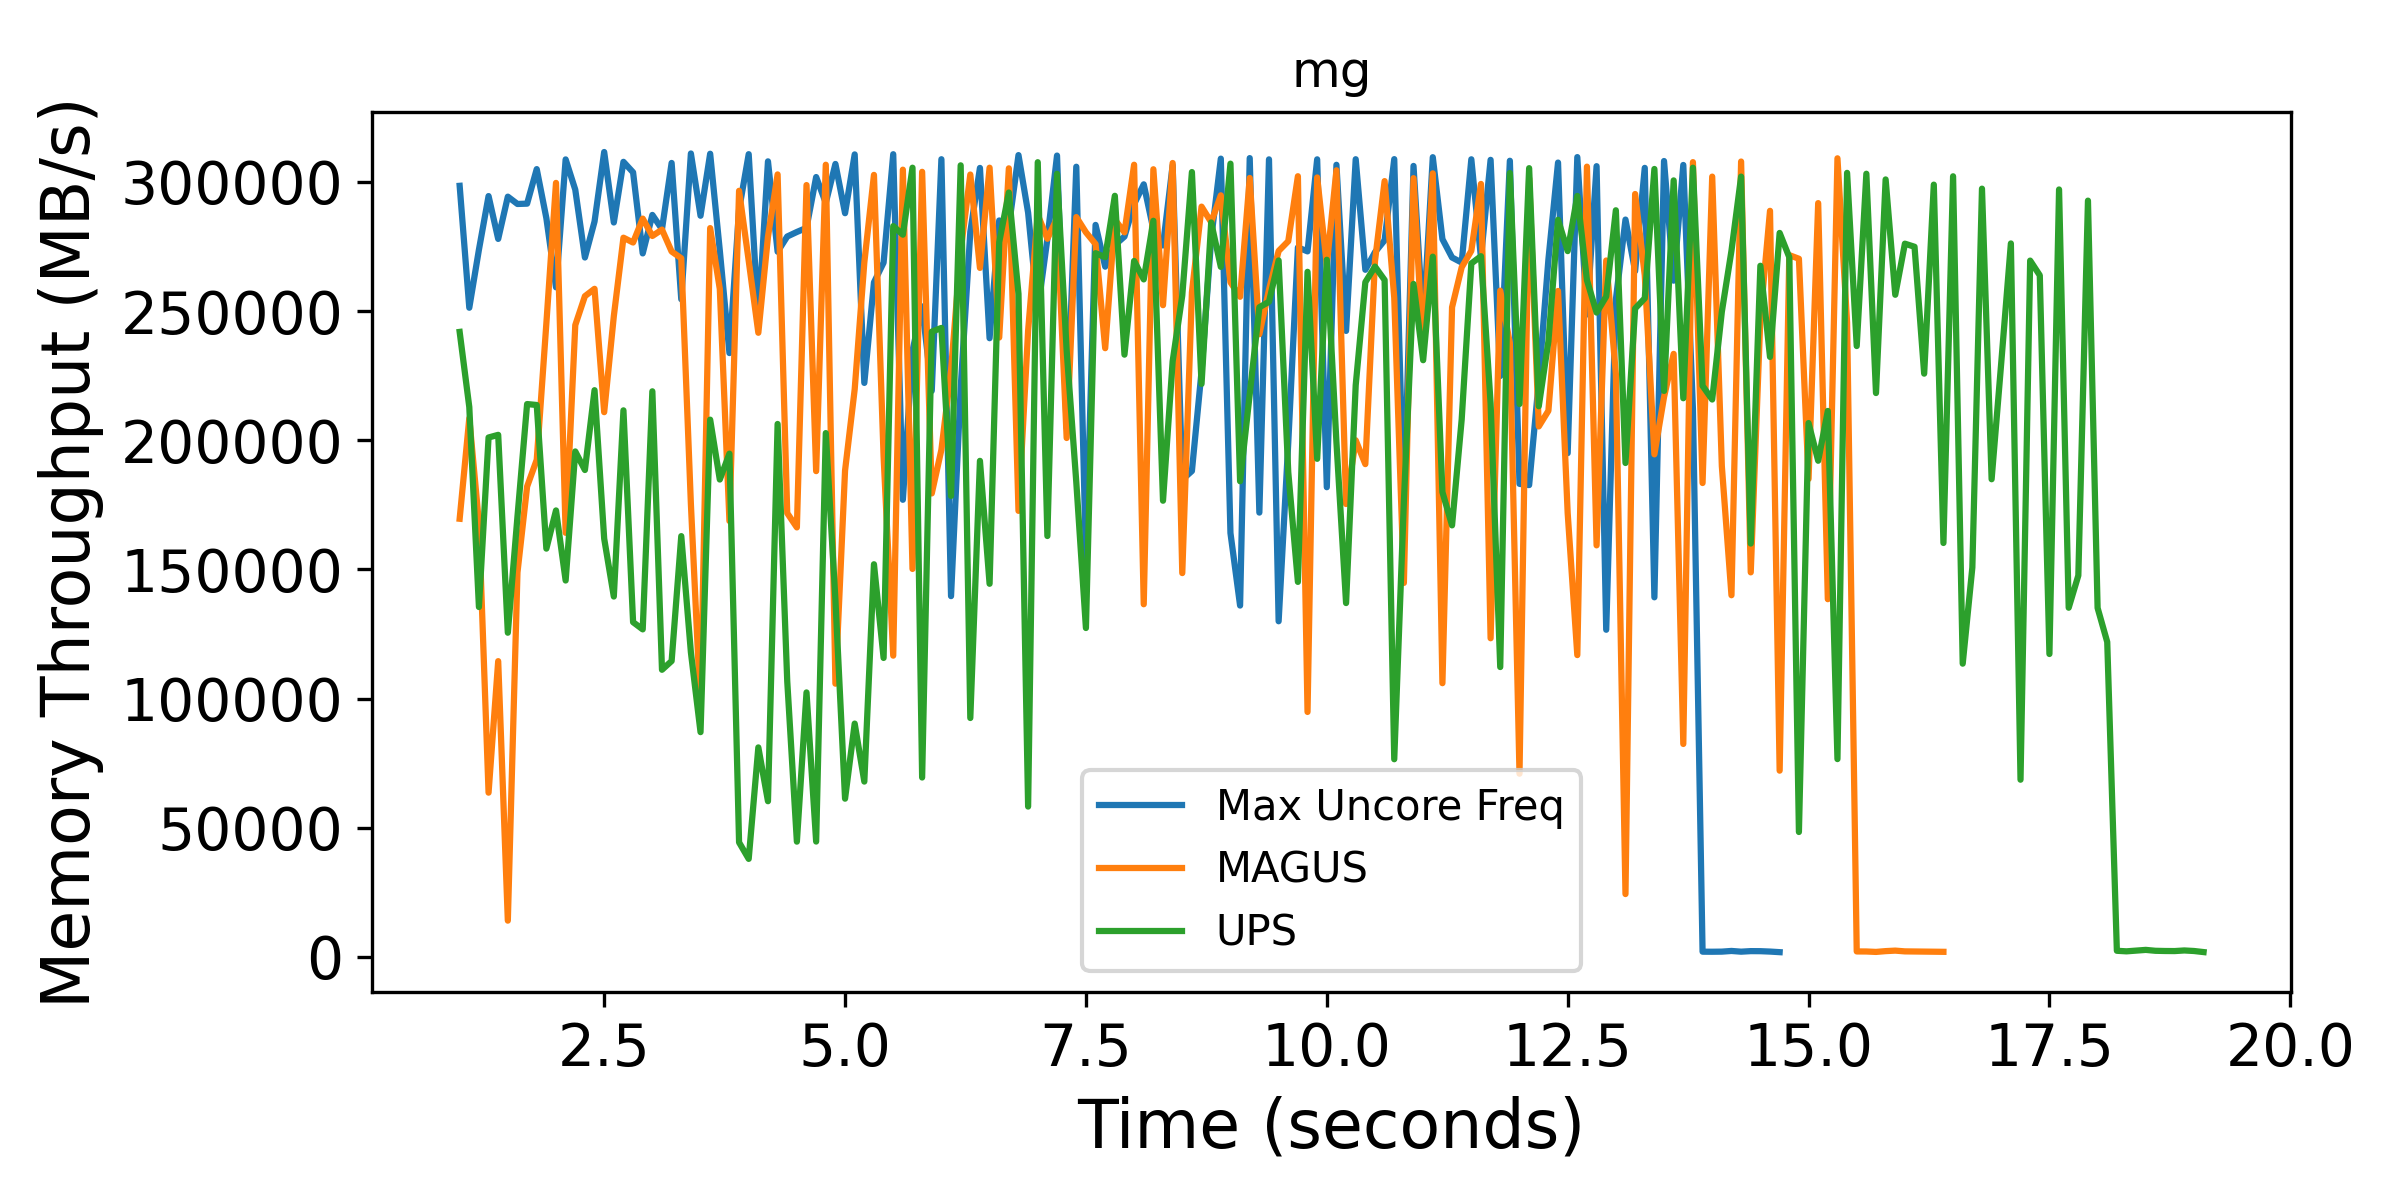 mg
Memory Throughput (MB/s)
300000
250000
200000
150000
100000
50000
0
Max Uncore Freq
MAGUS
UPS
2.5 5.0 7.5 10.0 12.5 15.0 17.5 20.0
Time (seconds)